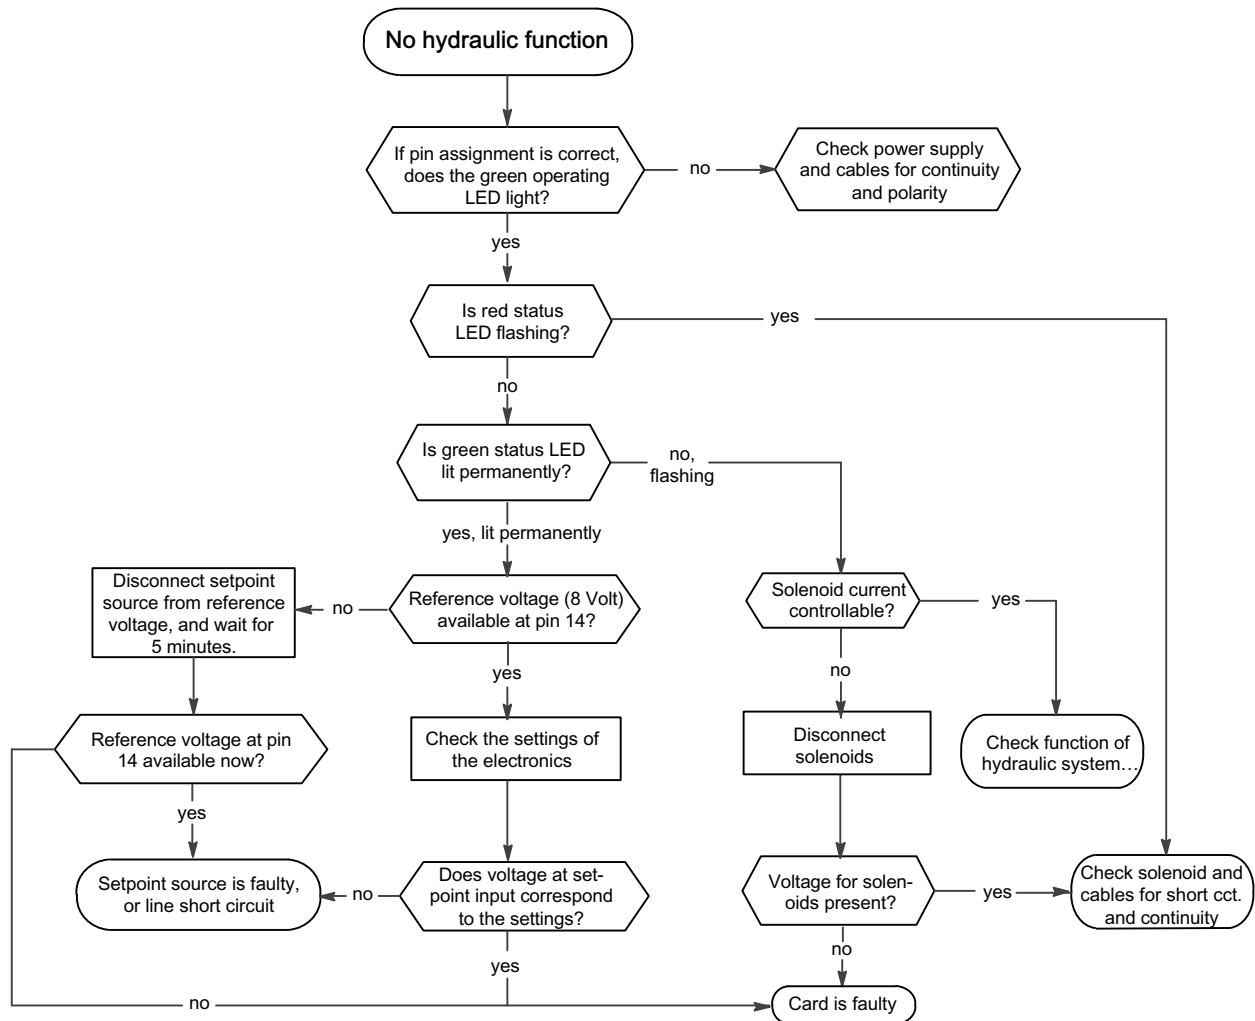 No hydraulic function
If pin assignment is correct,
does the green operating
LED light?
no
Check power supply
and cables for continuity
and polarity
yes
Is red status
LED flashing?
yes
no
Is green status LED
lit permanently?
no,
flashing
yes, lit permanently
Disconnect setpoint
source from reference
voltage, and wait for
5 minutes.
no
Reference voltage (8 Volt)
available at pin 14?
Solenoid current
controllable?
yes
yes
no
Reference voltage at pin
14 available now?
Check the settings of
the electronics
Disconnect
solenoids
Check function of
hydraulic system…
yes
Setpoint source is faulty,
or line short circuit
no
Does voltage at set-
point input correspond
to the settings?
Voltage for solen-
oids present?
yes
Check solenoid and
cables for short cct.
and continuity
yes
no
no
Card is faulty